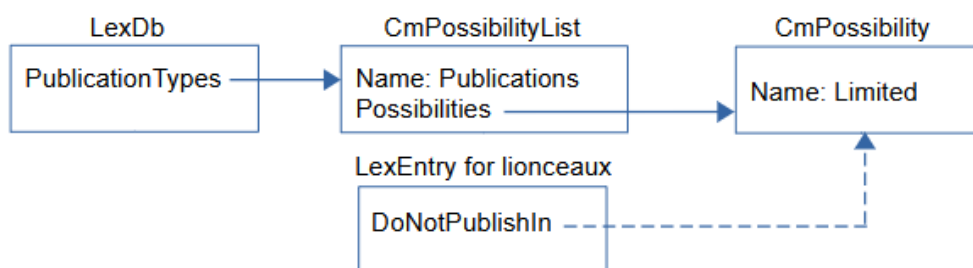 LexDb
CmPossibilityList
CmPossibility
PublicationTypes
Name: Publications
Possibilities
Name: Limited
LexEntry for lionceaux
DoNotPublishIn